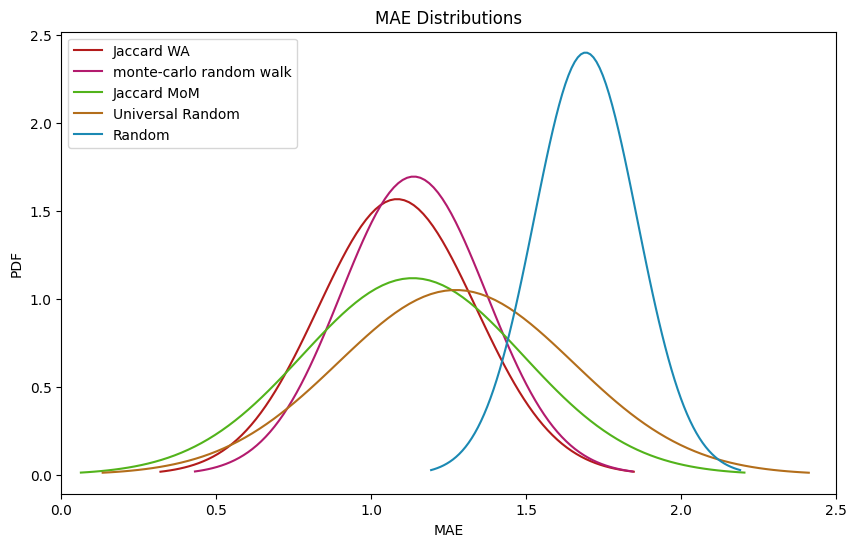 MAE Distributions
2.5
2.0
1.5
1.0
0.5
0.0
PDF
Jaccard WA
monte-carlo random walk
Jaccard MoM
Universal Random
Random
0.0 0.5 1.0 1.5 2.0 2.5
MAE